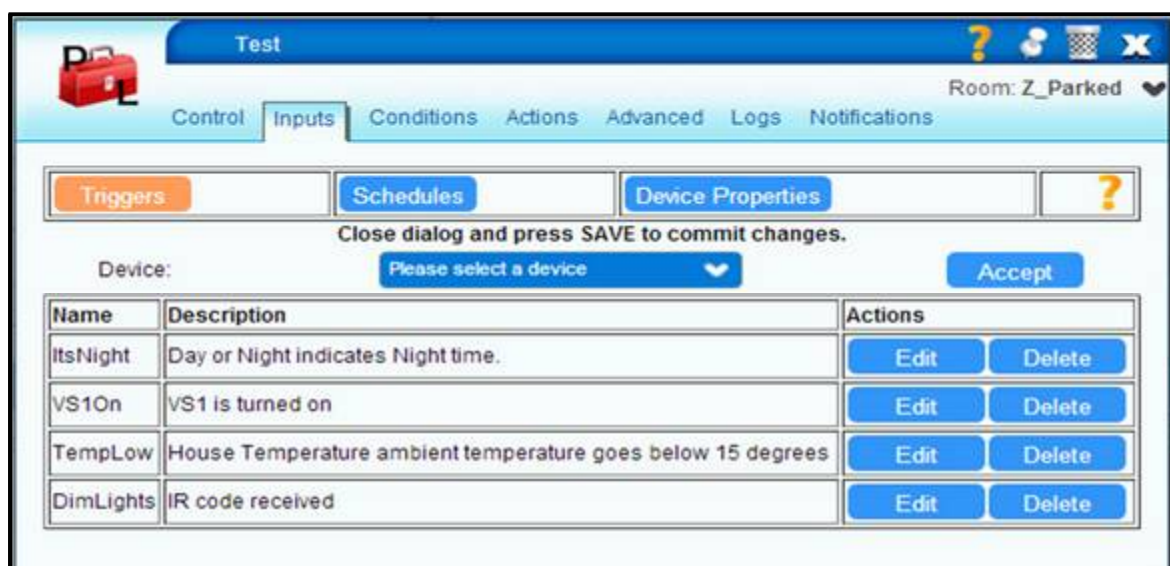 PL
Test
?
Room: Z_Parked
Control Inputs Conditions Actions Advanced Logs Notifications
Triggers Schedules Device Properties ?
Close dialog and press SAVE to commit changes.
Device: Please select a device Accept
Name Description Actions
ItsNight Day or Night indicates Night time. Edit Delete
VS1On VS1 is turned on Edit Delete
TempLow House Temperature ambient temperature goes below 15 degrees Edit Delete
DimLights IR code received Edit Delete